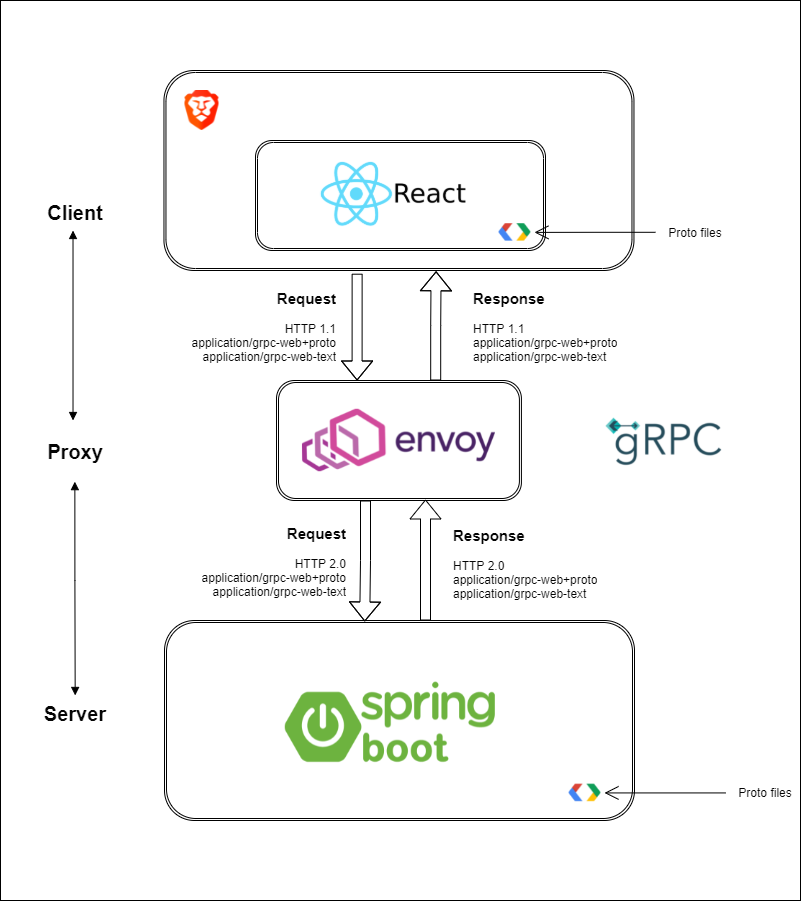 React
Client
Proto files
Request
HTTP 1.1
application/grpc-web+proto
application/grpc-web-text
Response
HTTP 1.1
application/grpc-web+proto
application/grpc-web-text
Proxy
envoy
gRPC
Request
HTTP 2.0
application/grpc-web+proto
application/grpc-web-text
Response
HTTP 2.0
application/grpc-web+proto
application/grpc-web-text
Server
spring
boot
Proto files